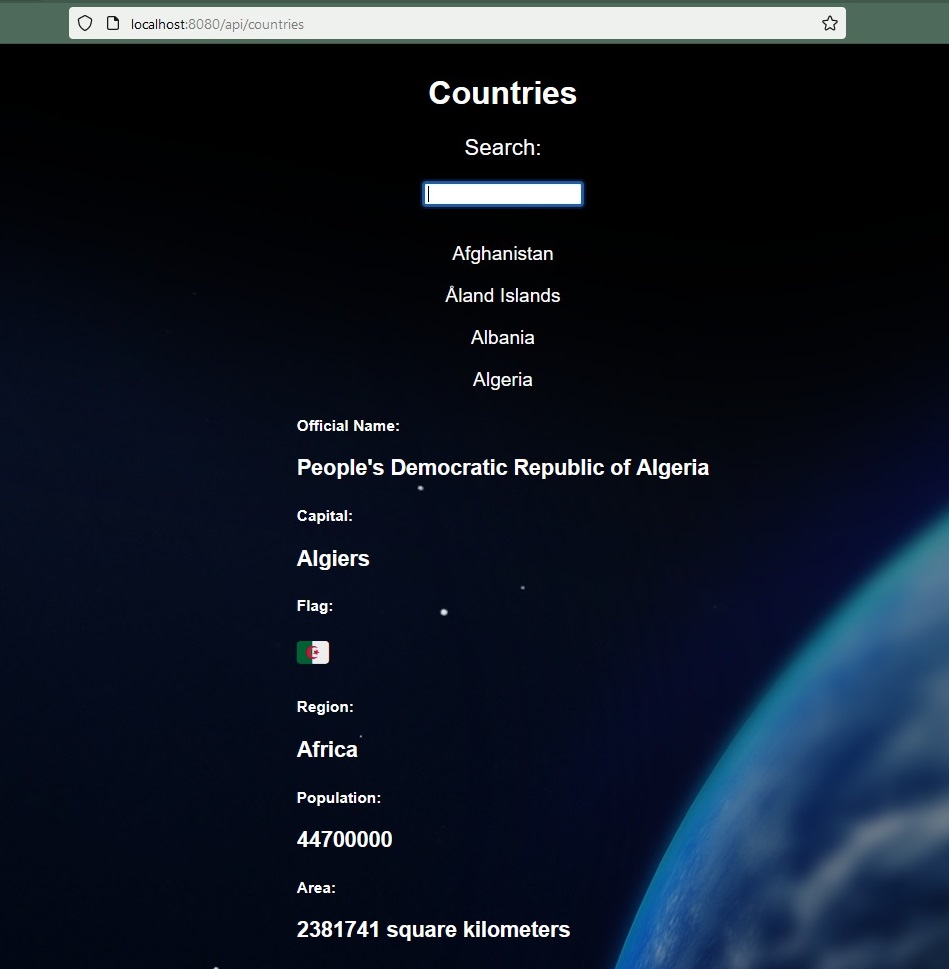 localhost:8080/api/countries
Countries
Search:
Afghanistan
Åland Islands
Albania
Algeria
Official Name:
People's Democratic Republic of Algeria
Capital:
Algiers
Flag:
Region:
Africa
Population:
44700000
Area:
2381741 square kilometers